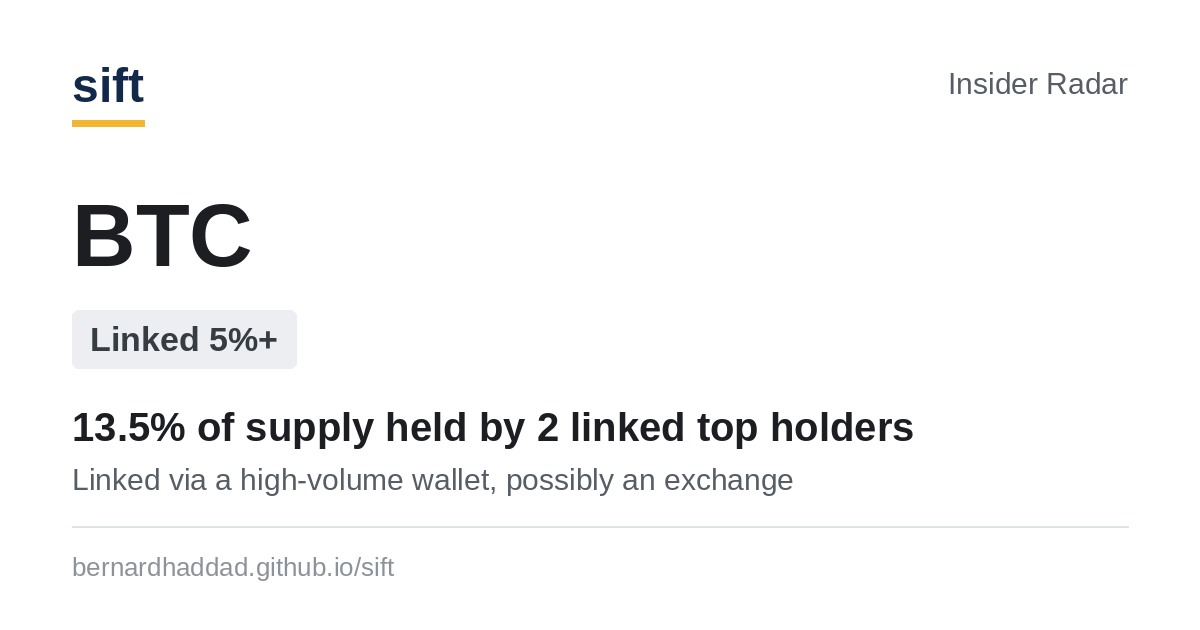 sift
Insider Radar
BTC
Linked 5%+
13.5% of supply held by 2 linked top holders
Linked via a high-volume wallet, possibly an exchange
bernardhaddad.github.io/sift